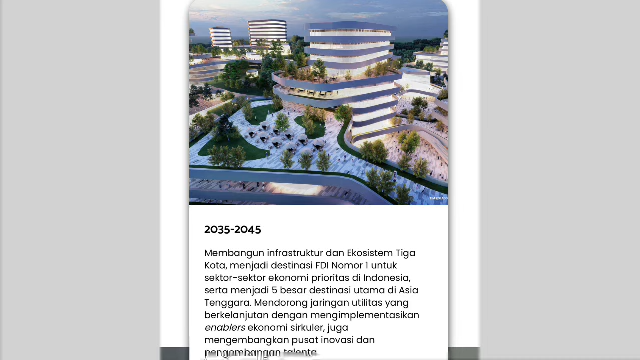 2035-2045
Membangun infrastruktur dan Ekosistem Tiga
Kota, menjadi destinasi FDI Nomor 1 untuk
sektor-sektor ekonomi prioritas di Indonesia,
serta menjadi 5 besar destinasi utama di Asia
Tenggara. Mendorong jaringan utilitas yang
berkelanjutan dengan mengimplementasikan
enablers ekonomi sirkuler, juga
mengembangkan pusat inovasi dan
pengembangan talenta